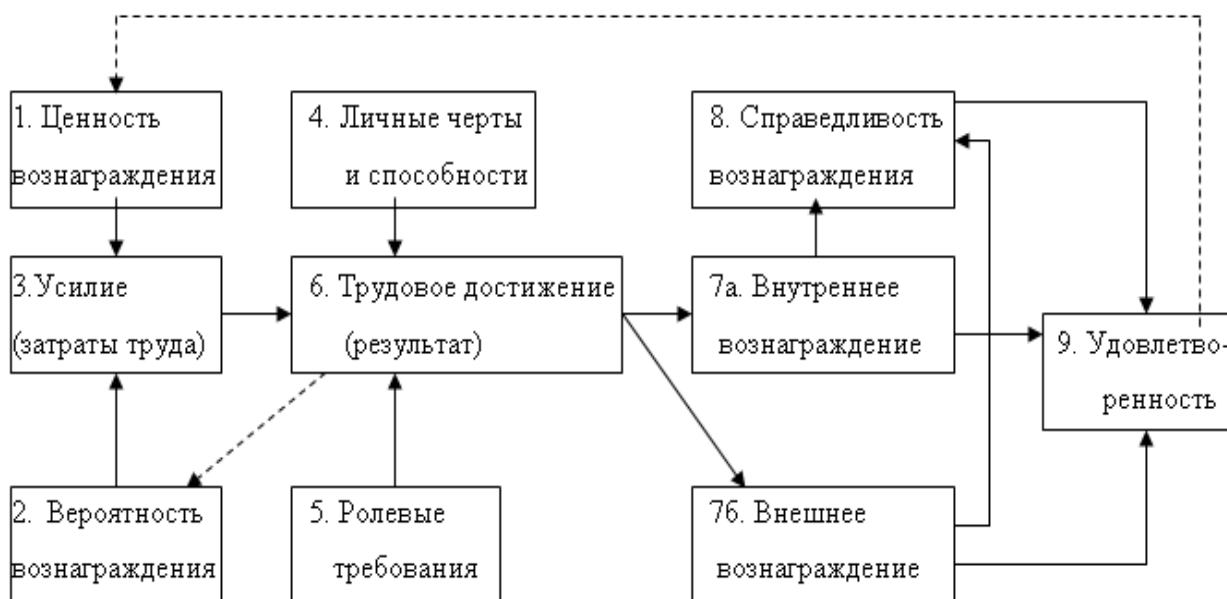 1. Ценность
вознаграждения
4. Личные черты
и способности
8. Справедливость
вознаграждения
3.Усилие
(затраты труда)
6. Трудовое достижение
(результат)
7а. Внутреннее
вознаграждение
9. Удовлетво-
ренность
2. Вероятность
вознаграждения
5. Ролевые
требования
7б. Внешнее
вознаграждение